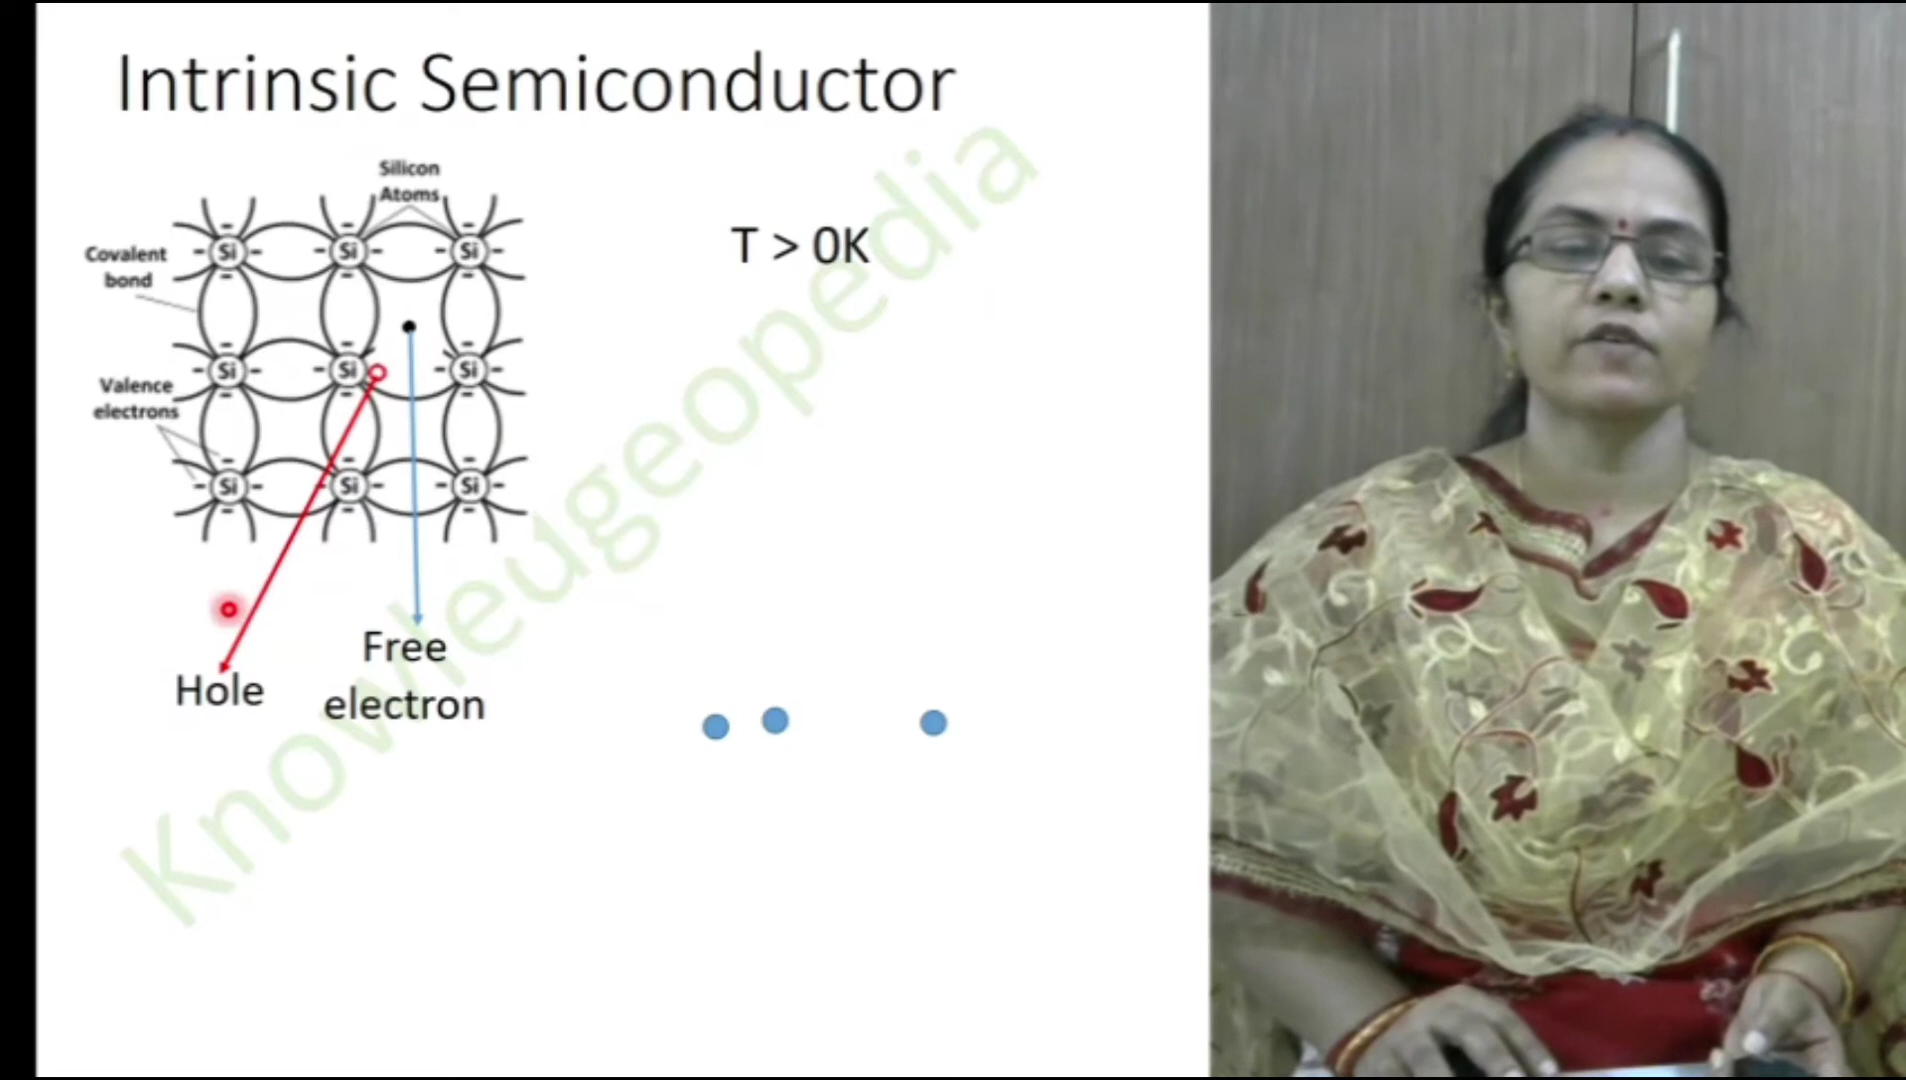 Intrinsic Semiconductor
Silicon
Atoms
Covalent
bond
T > 0K
Si Si Si
Si Si Si
Valence
electrons
Si Si Si
Hole
Free
electron
Knowledgeopedia